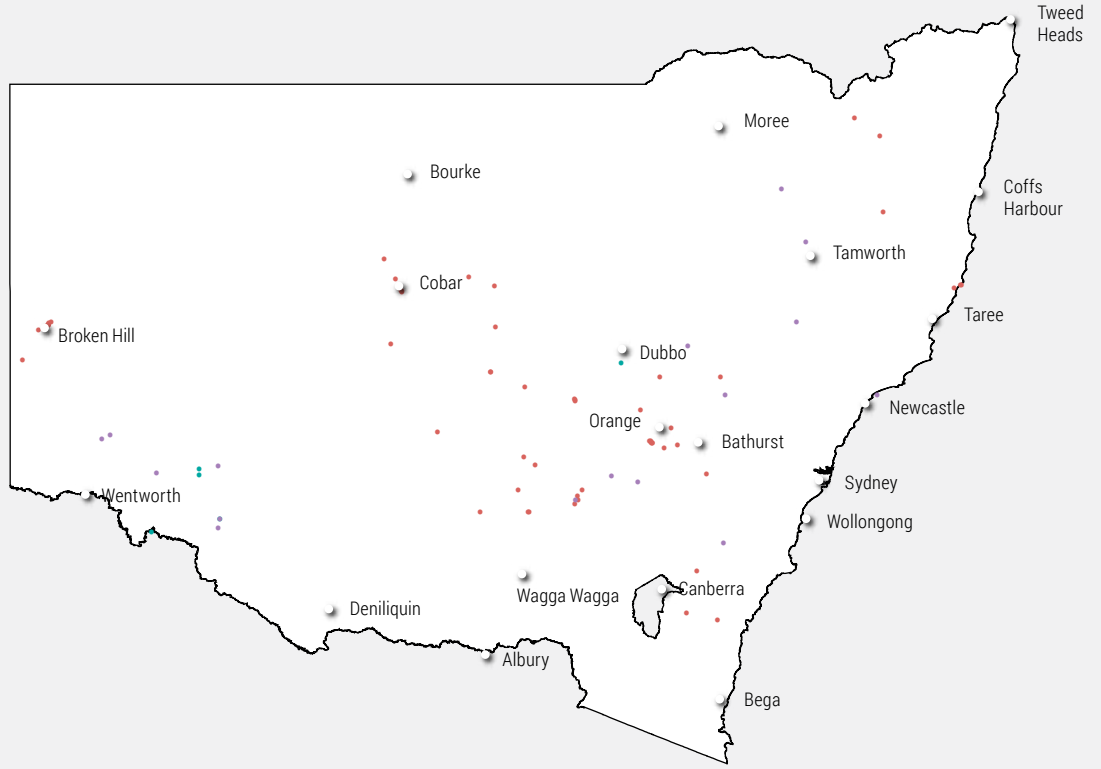 Tweed
Heads
Moree
Bourke
Coffs
Harbour
Tamworth
Cobar
Taree
Broken Hill
Dubbo
Newcastle
Orange
Bathurst
Sydney
Wentworth
Wollongong
Canberra
Wagga Wagga
Deniliquin
Albury
Bega